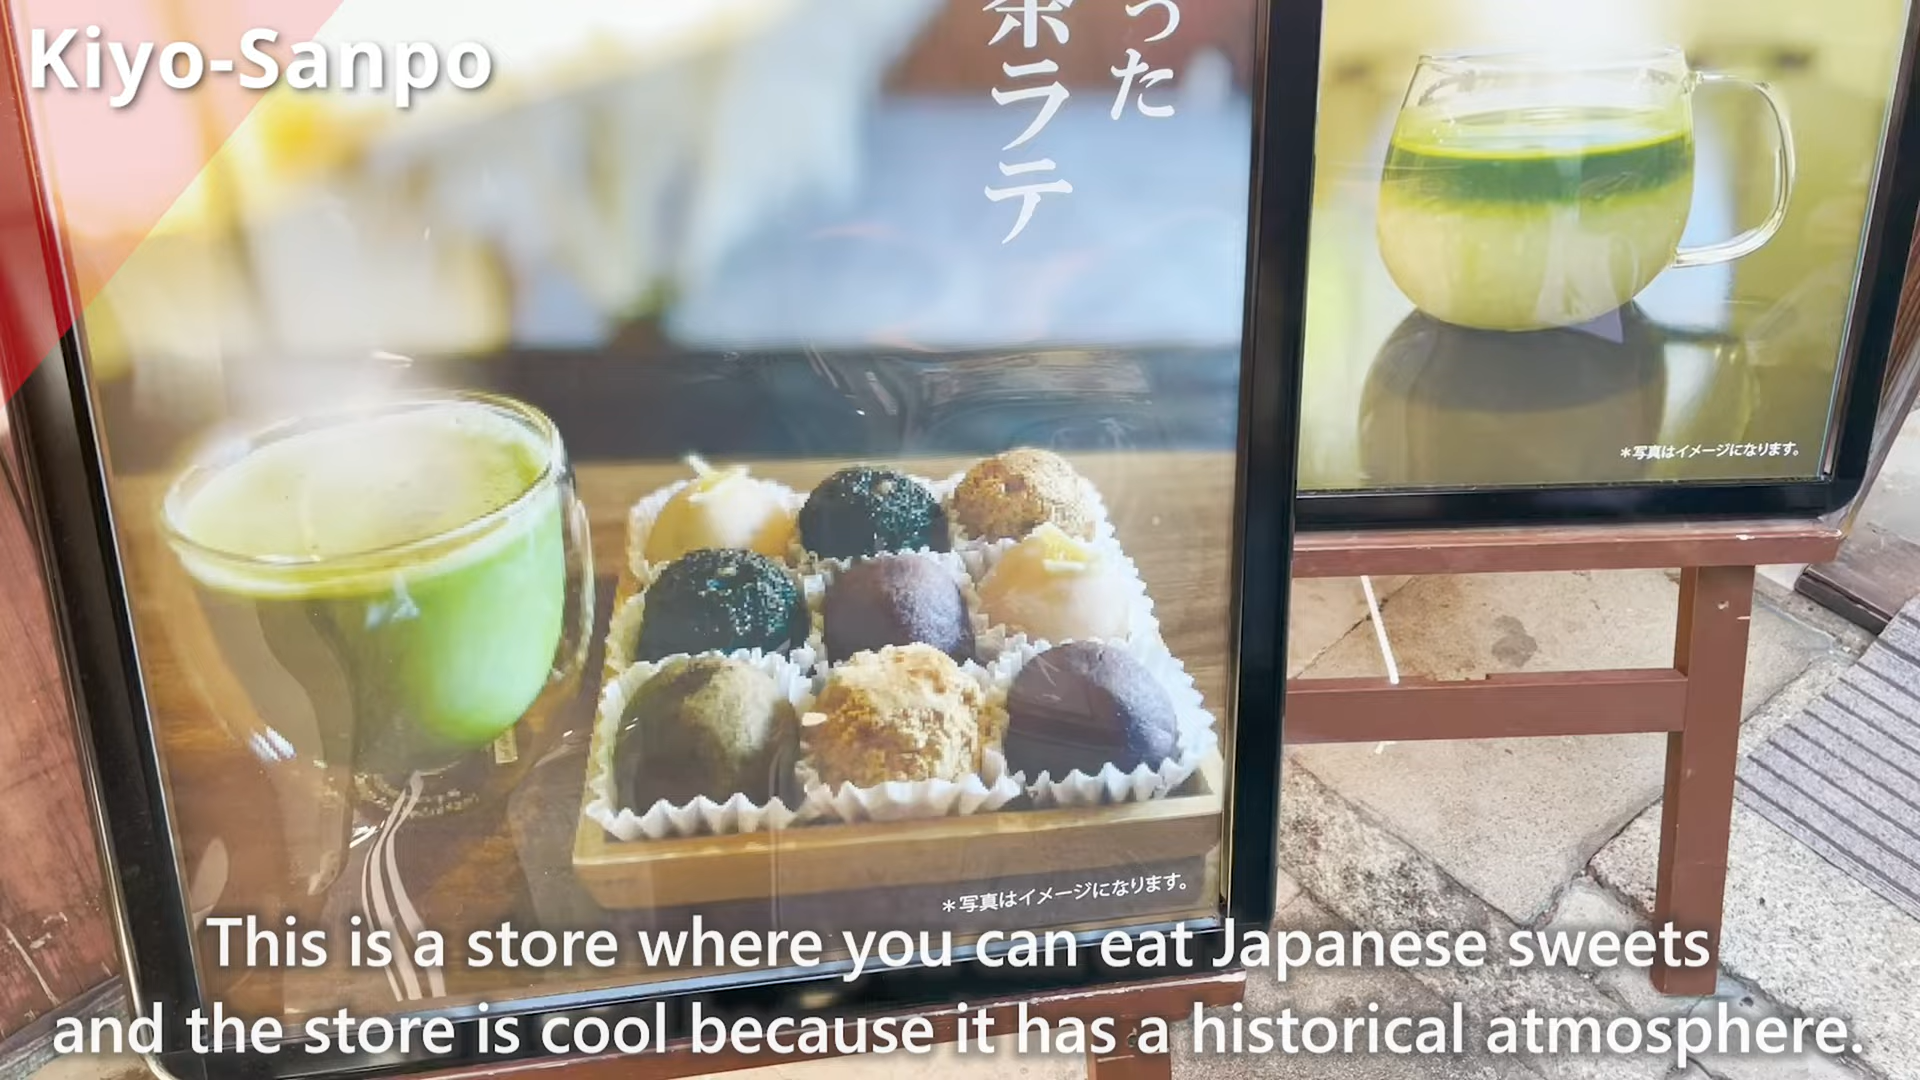 Kiyo-Sanpo
った
茶ラテ
*写真はイメージになります。
*写真はイメージになります。
This is a store where you can eat Japanese sweets
and the store is cool because it has a historical atmosphere.